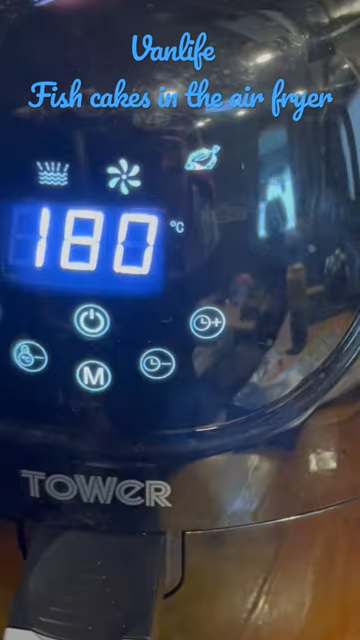 Vanlife
Fish cakes in the air fryer
180 °C
M
TOWER